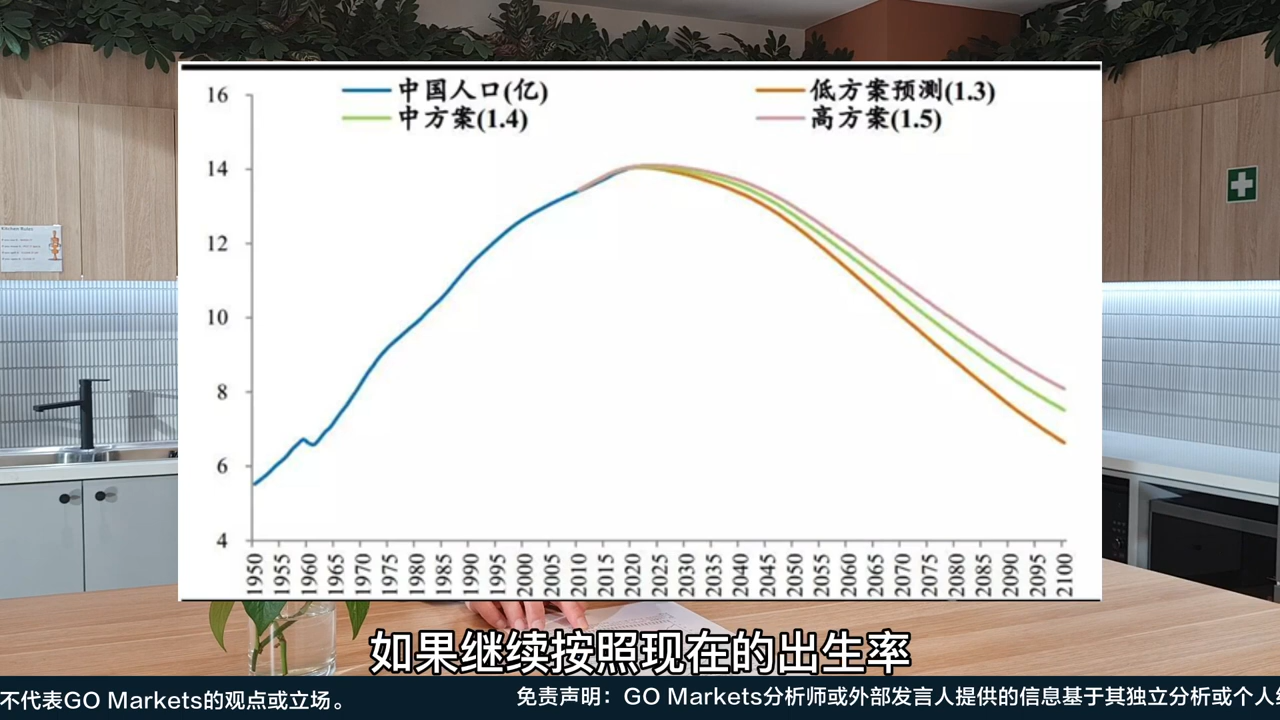 中国人口(亿)
低方案预测(1.3)
中方案(1.4)
高方案(1.5)
16
14
12
10
8
6
4
1950 1955 1960 1965 1970 1975 1980 1985 1990 1995 2000 2005 2010 2015 2020 2025 2030 2035 2040 2045 2050 2055 2060 2065 2070 2075 2080 2085 2090 2095 2100
Kitchen Rules
如果继续按照现在的出生率
不代表GO Markets的观点或立场。
免责声明：GO Markets分析师或外部发言人提供的信息基于其独立分析或个人